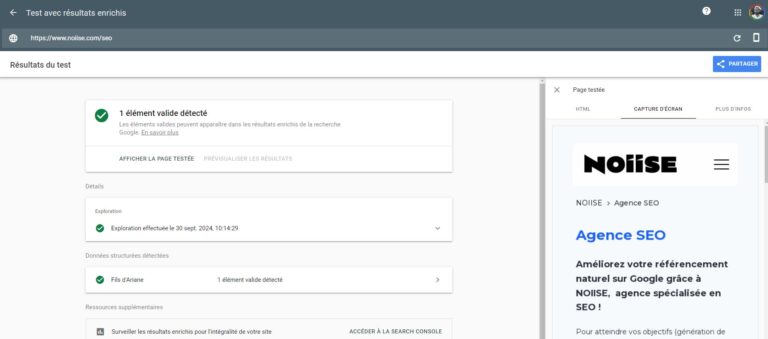 Test avec résultats enrichis
https://www.noiise.com/seo
Résultats du test
PARTAGER
1 élément valide détecté
Les éléments valides peuvent apparaître dans les résultats enrichis de la recherche
Google. En savoir plus
AFFICHER LA PAGE TESTÉE
PRÉVISUALISER LES RÉSULTATS
Détails
Exploration
Exploration effectuée le 30 sept. 2024, 10:14:29
Données structurées détectées
Fils d'Ariane
1 élément valide détecté
Ressources supplémentaires
Surveiller les résultats enrichis pour l'intégralité de votre site
ACCÉDER À LA SEARCH CONSOLE
Page testée
HTML
CAPTURE D'ÉCRAN
PLUS D'INFOS
NOIISE
NOIISE > Agence SEO
Agence SEO
Améliorez votre référencement
naturel sur Google grâce à
NOIISE, agence spécialisée en
SEO !
Pour atteindre vos objectifs (génération de